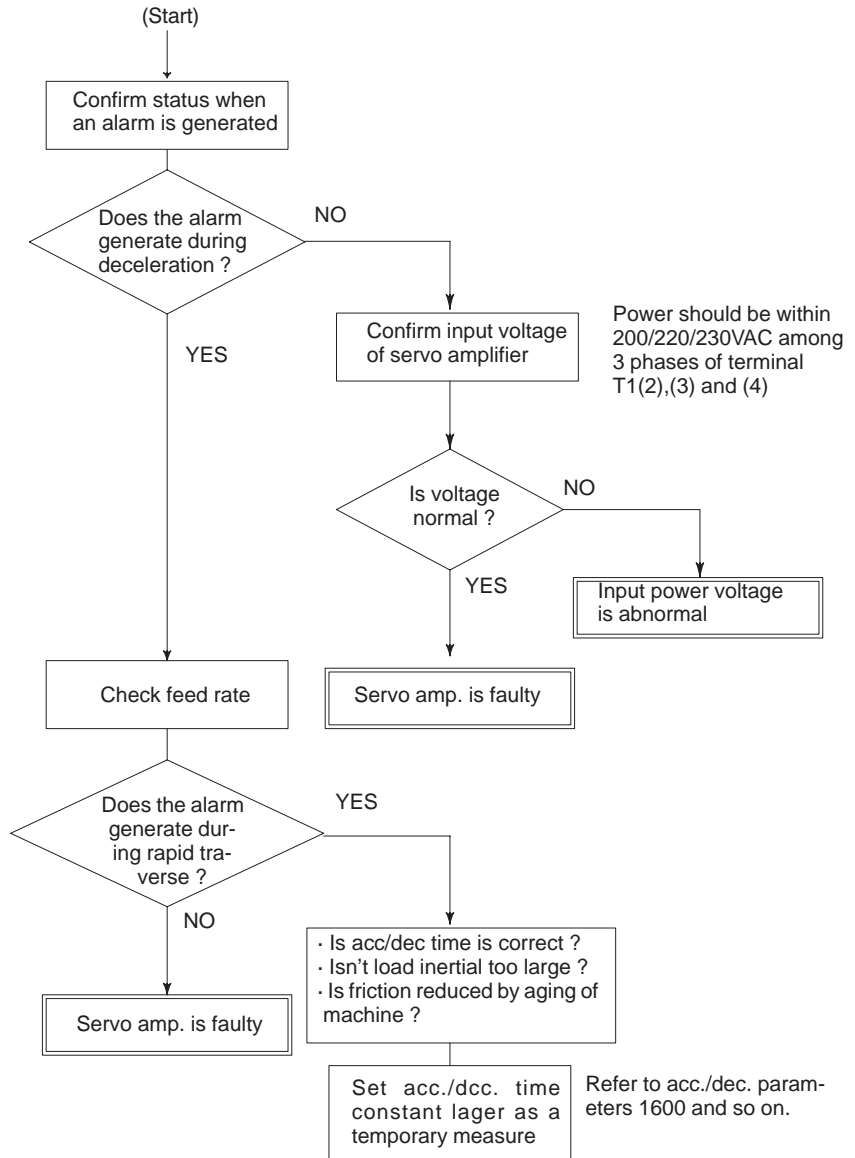 (Start)
Confirm status when
an alarm is generated
Does the alarm
generate during
deceleration ?
NO
YES
Confirm input voltage
of servo amplifier
Power should be within
200/220/230VAC among
3 phases of terminal
T1(2),(3) and (4)
Is voltage
normal ?
NO
YES
Input power voltage
is abnormal
Servo amp. is faulty
Check feed rate
Does the alarm
generate dur-
ing rapid tra-
verse ?
YES
NO
Servo amp. is faulty
· Is acc/dec time is correct ?
· Isn't load inertial too large ?
· Is friction reduced by aging of
machine ?
Set acc./dcc. time
constant lager as a
temporary measure
Refer to acc./dec. param-
eters 1600 and so on.